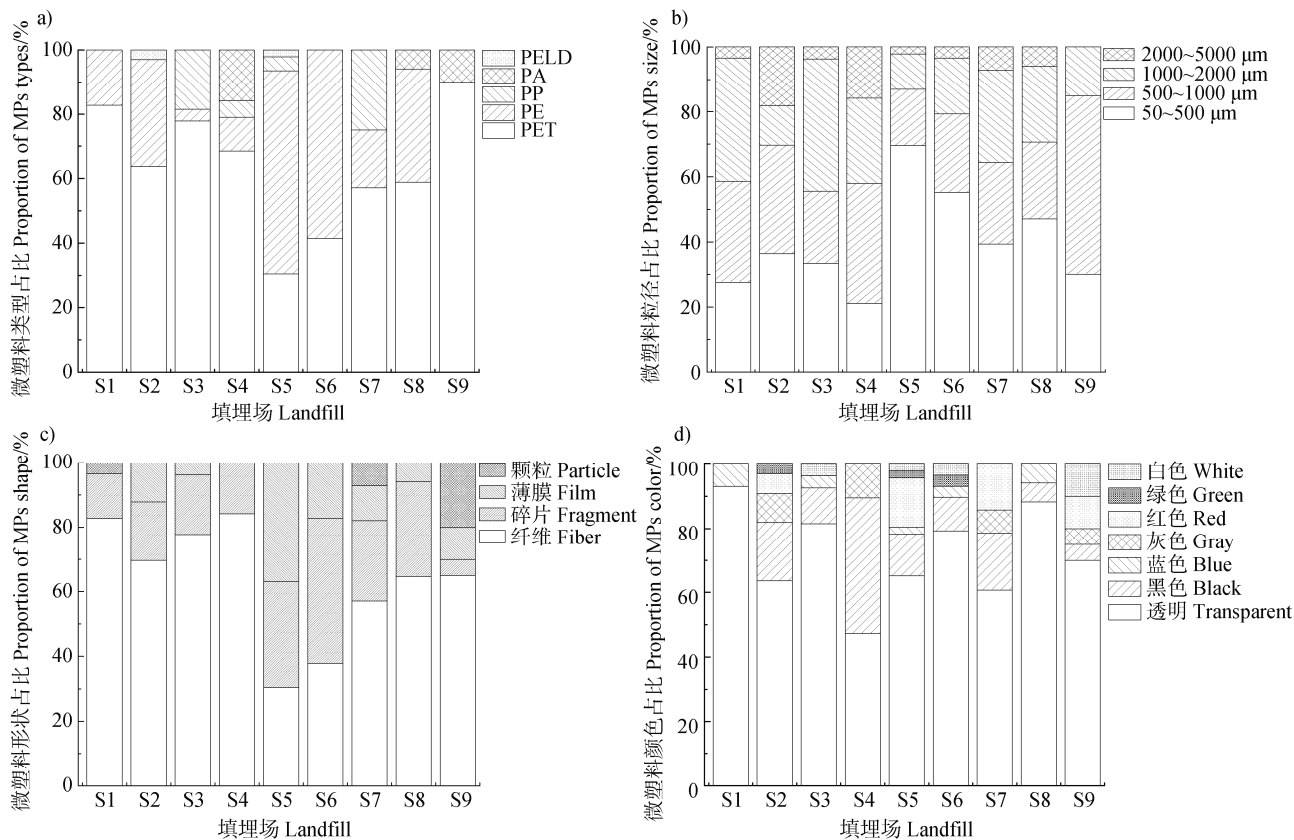 a)
微塑料类型占比 Proportion of MPs types/%
100
80
60
40
20
0
PELD
PA
PP
PE
PET
S1 S2 S3 S4 S5 S6 S7 S8 S9
填埋场 Landfill
b)
微塑料粒径占比 Proportion of MPs size/%
100
80
60
40
20
0
2000~5000 μm
1000~2000 μm
500~1000 μm
50~500 μm
S1 S2 S3 S4 S5 S6 S7 S8 S9
填埋场 Landfill
c)
微塑料形状占比 Proportion of MPs shape/%
100
80
60
40
20
0
颗粒 Particle
薄膜 Film
碎片 Fragment
纤维 Fiber
S1 S2 S3 S4 S5 S6 S7 S8 S9
填埋场 Landfill
d)
微塑料颜色占比 Proportion of MPs color/%
100
80
60
40
20
0
白色 White
绿色 Green
红色 Red
灰色 Gray
蓝色 Blue
黑色 Black
透明 Transparent
S1 S2 S3 S4 S5 S6 S7 S8 S9
填埋场 Landfill